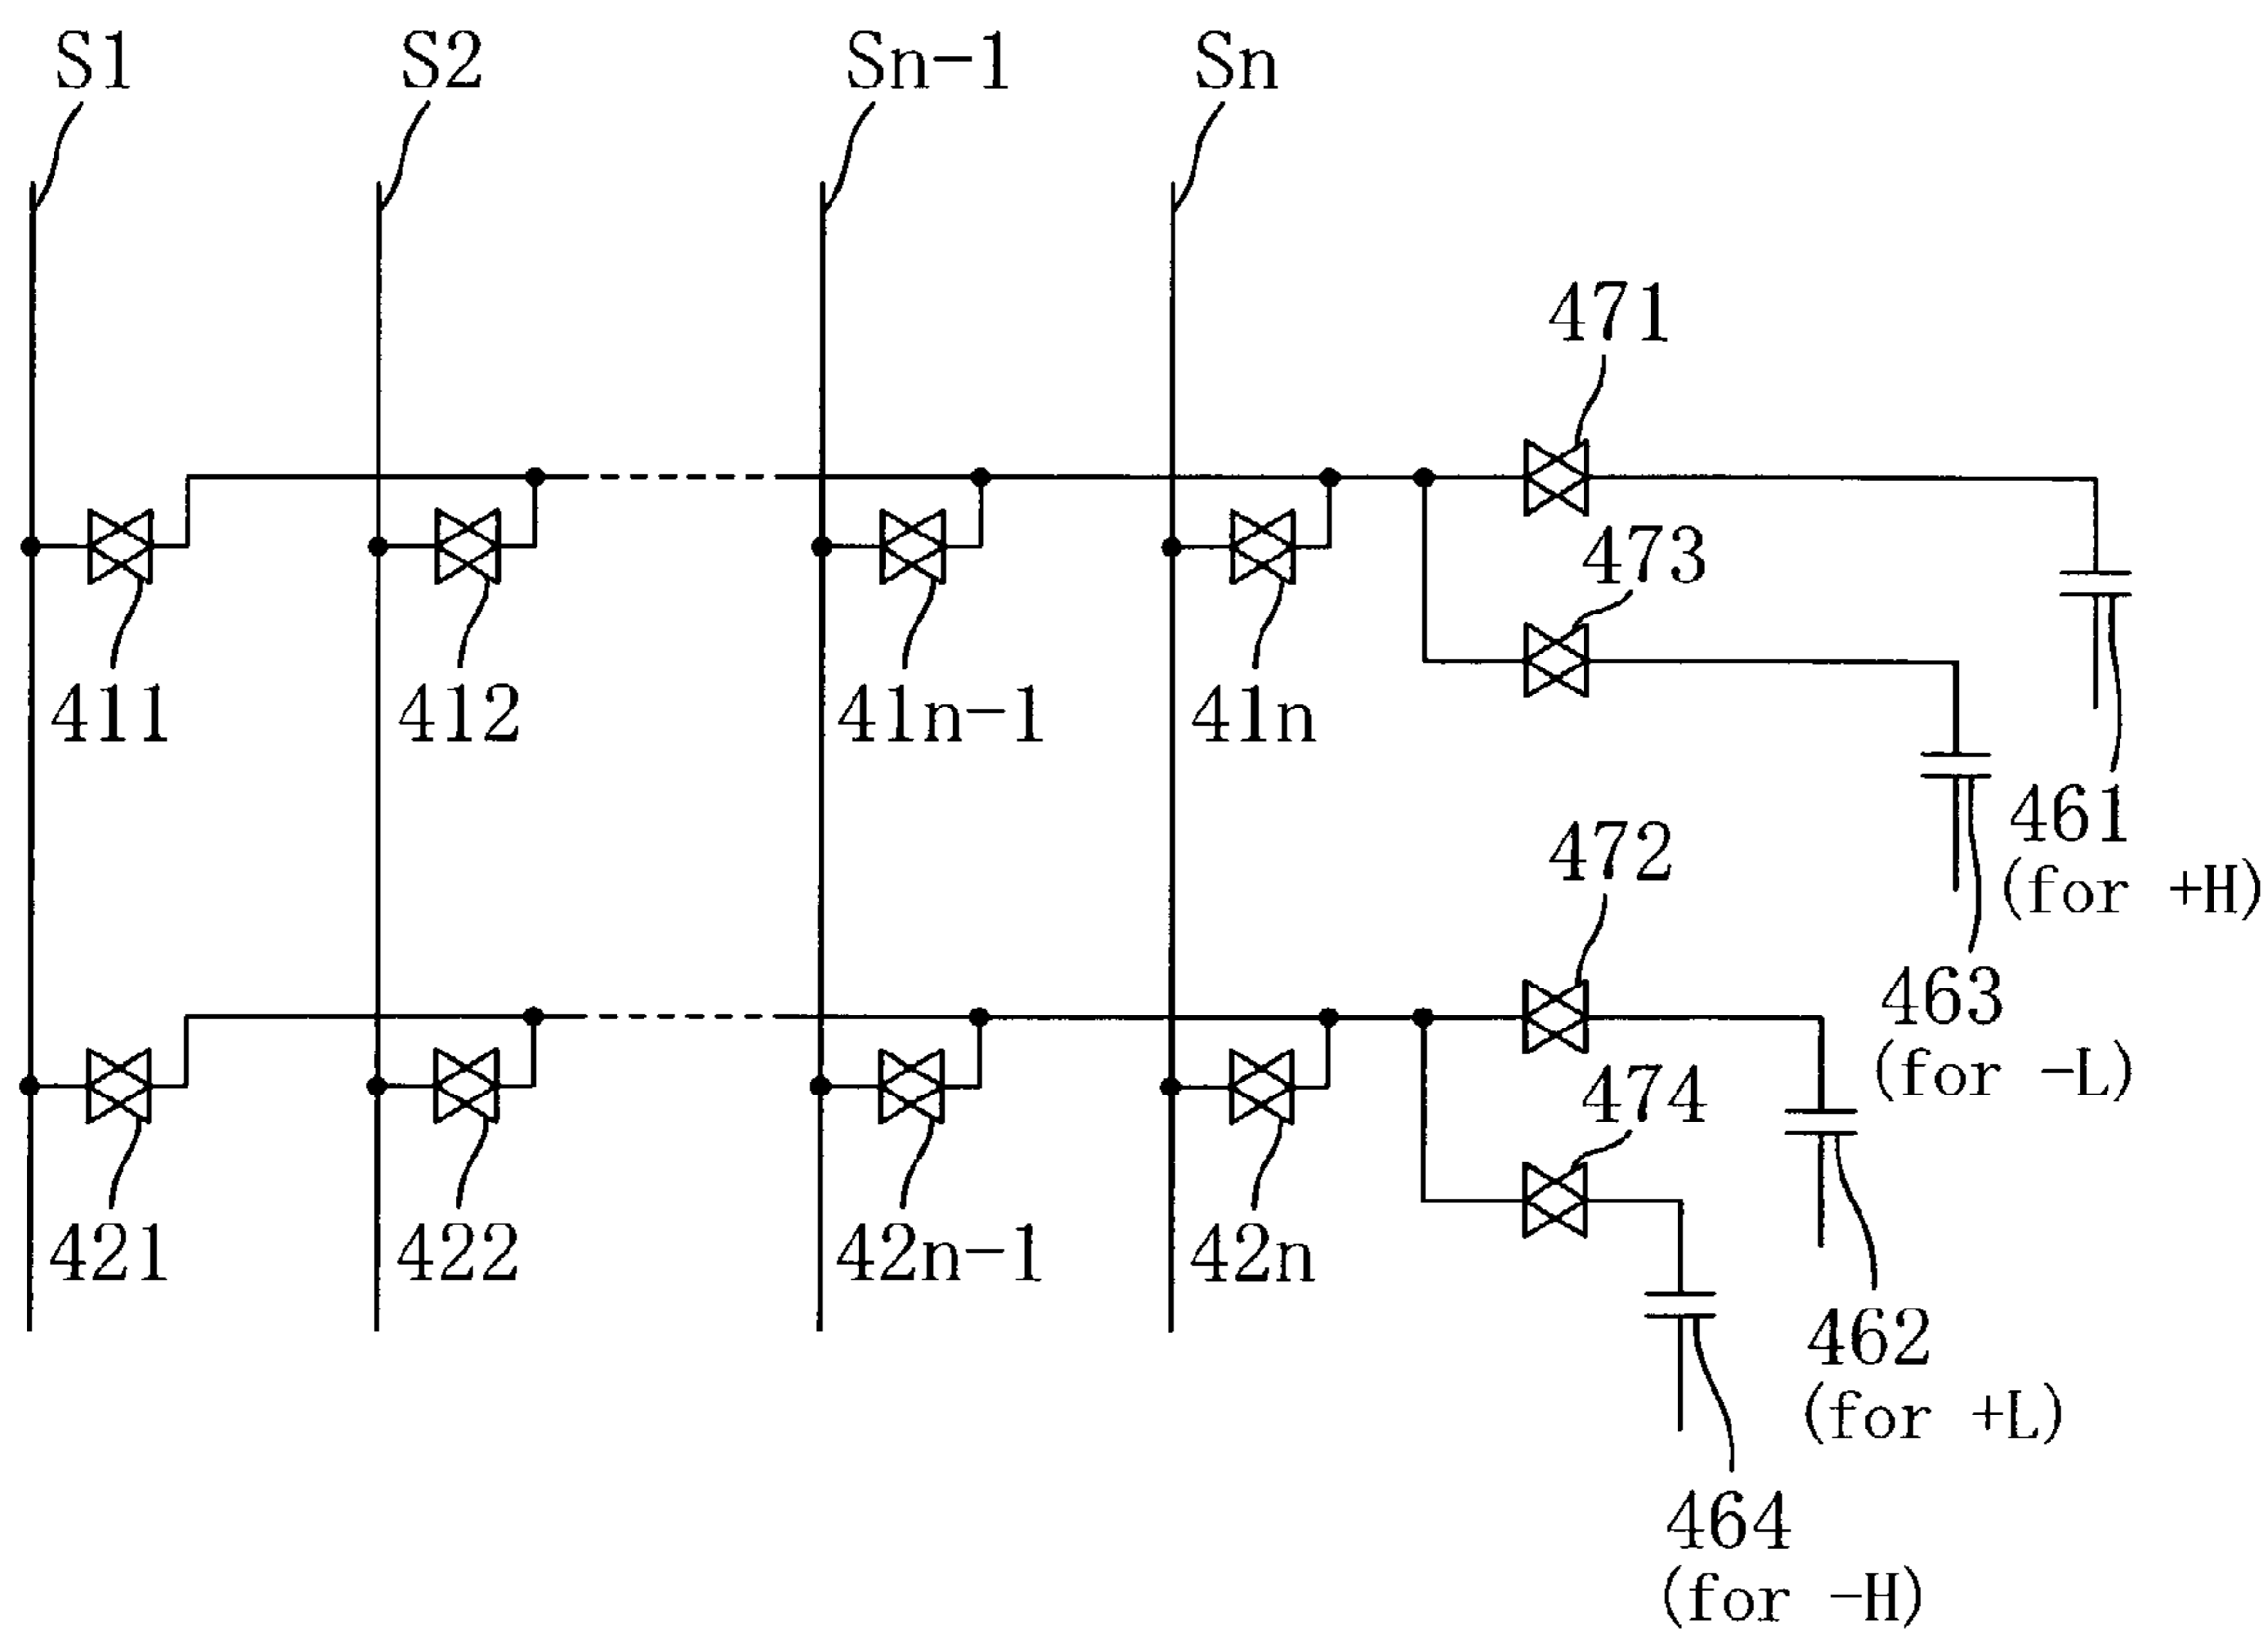 S1
S2
Sn-1
Sn
471
473
411
412
41n-1
41n
461
(for +H)
472
463
(for -L)
474
421
422
42n-1
42n
462
(for +L)
464
(for -H)